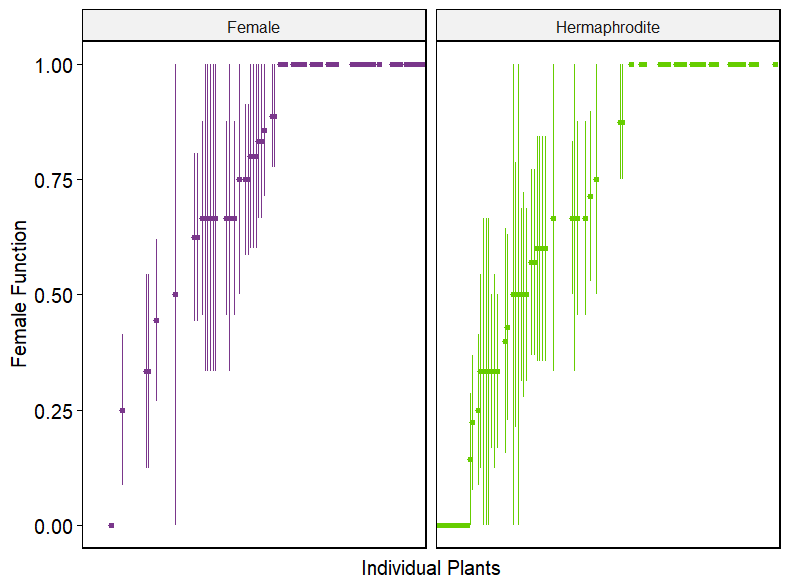 Female
Hermaphrodite
1.00
0.75
0.50
0.25
0.00
Female Function
Individual Plants